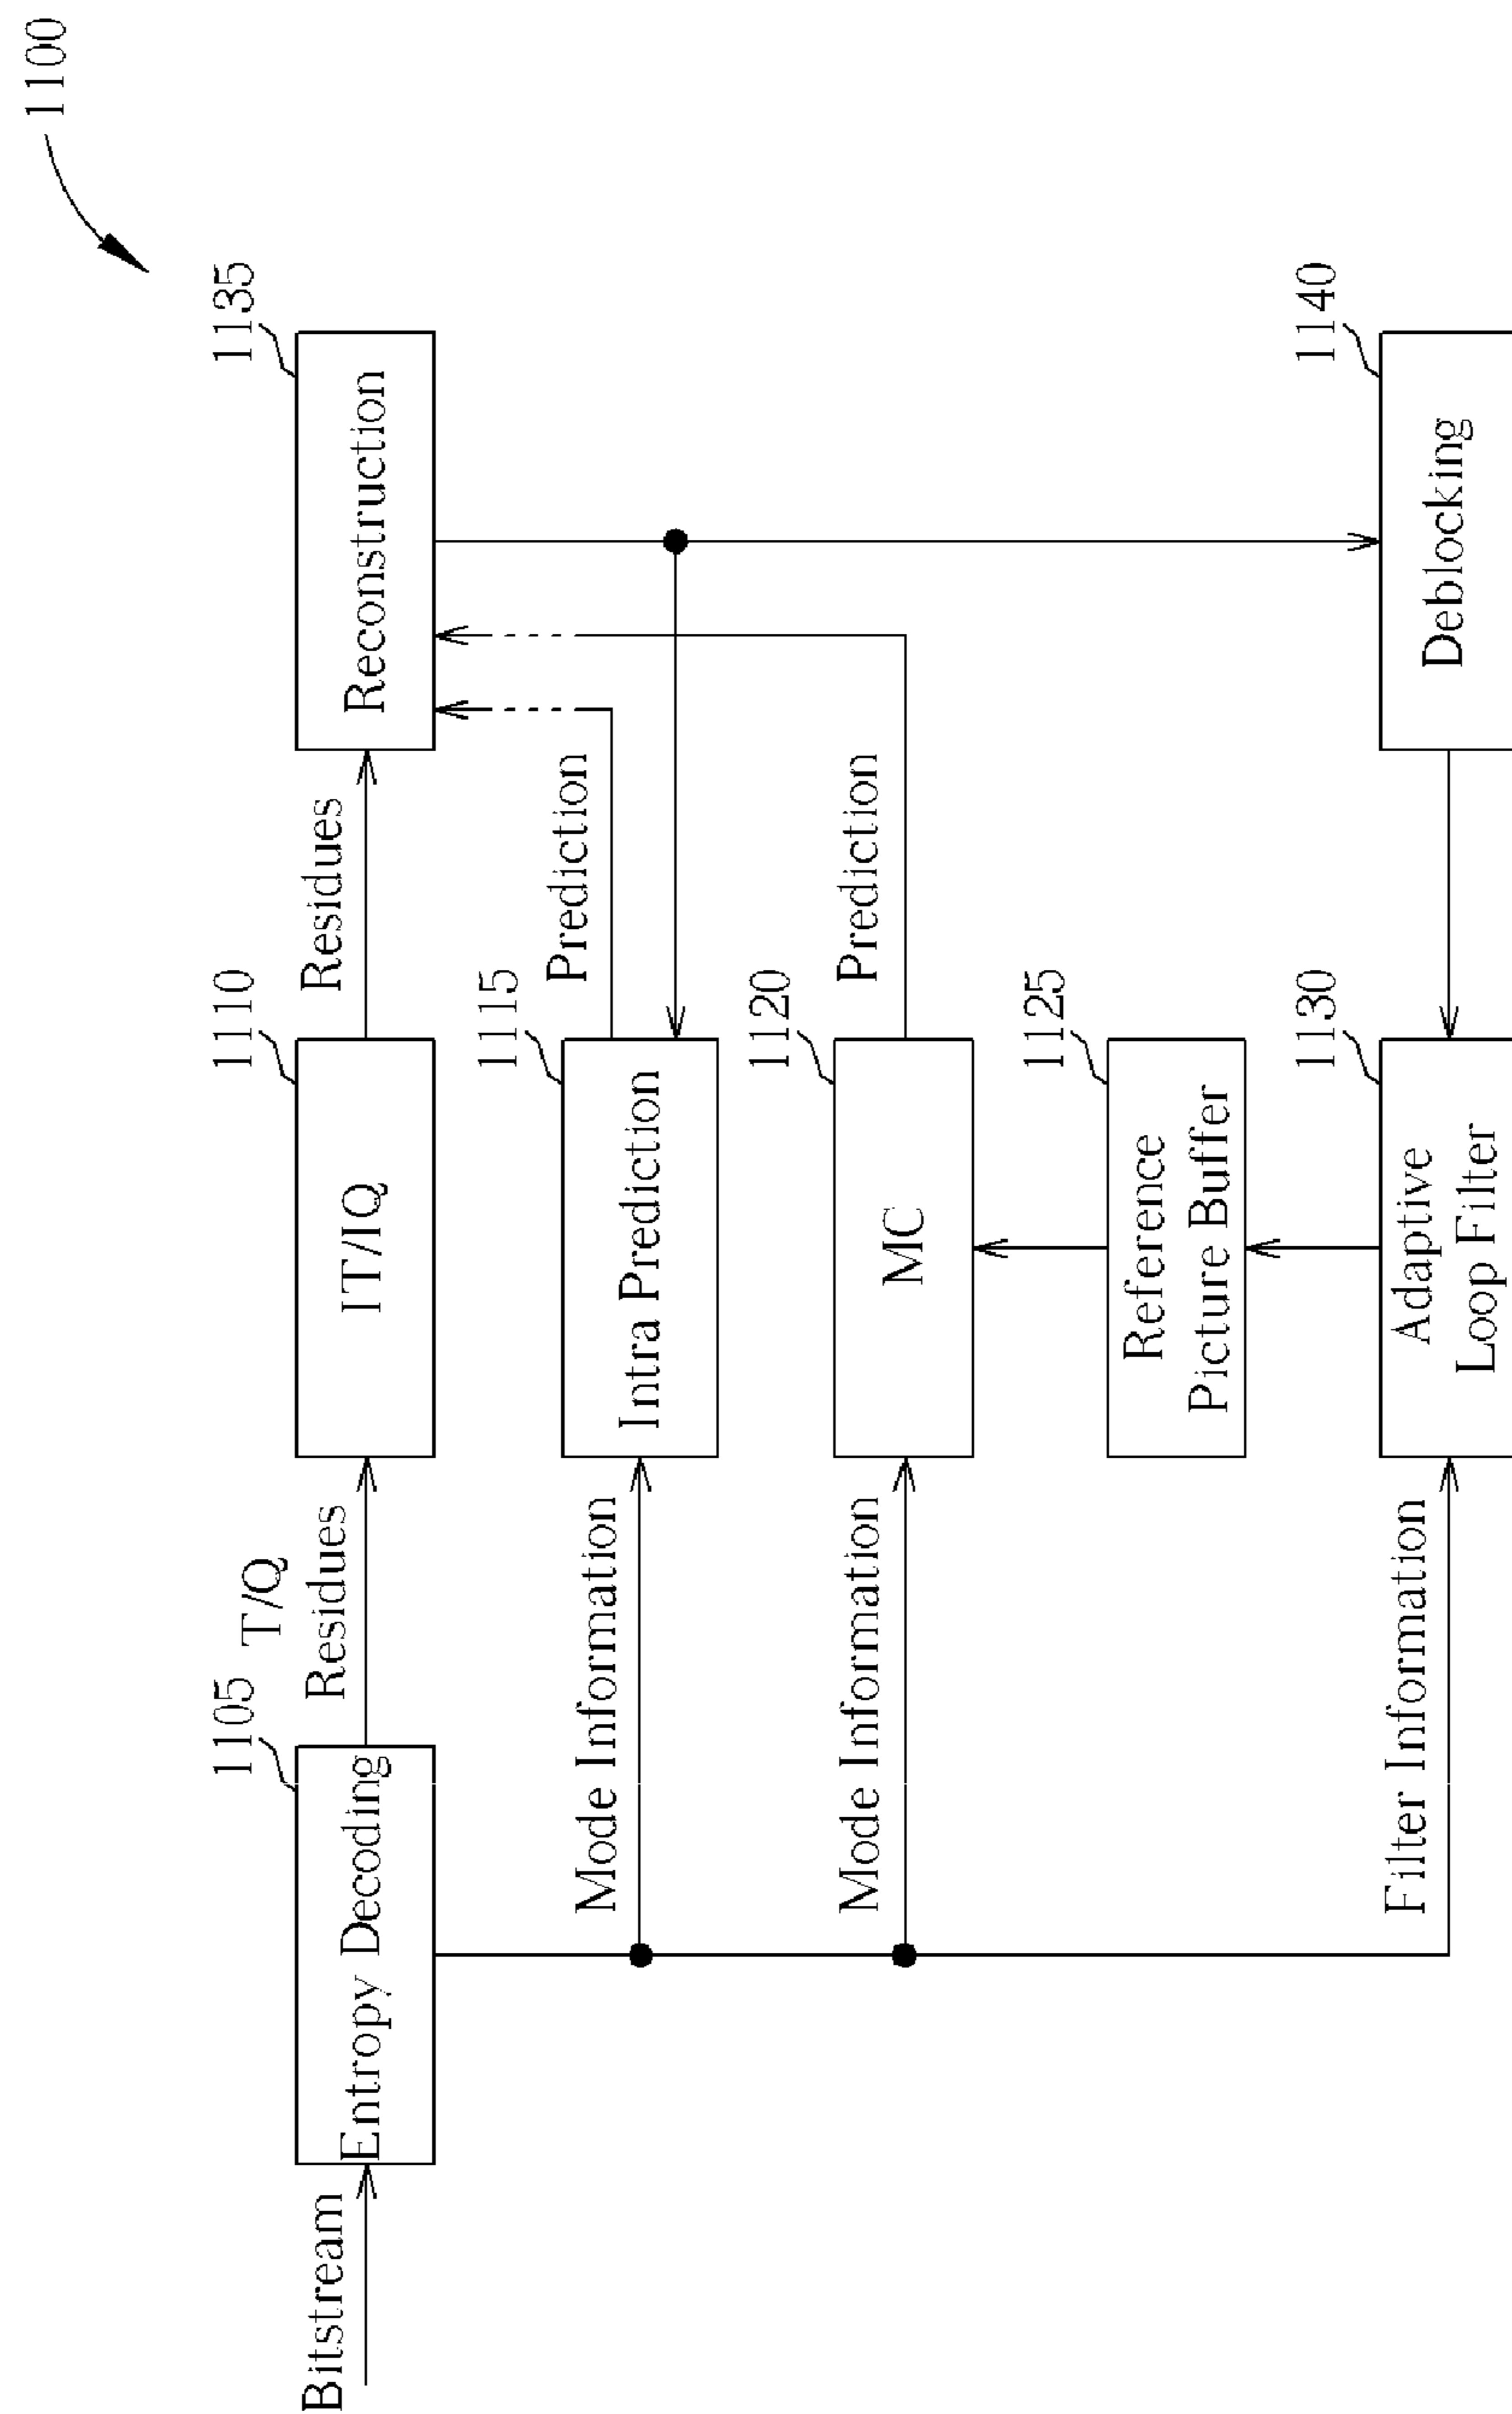 1100
Bitstream
1105
Entropy Decoding
T/Q
Residues
1110
IT/IQ
Residues
1135
Reconstruction
Mode Information
1115
Intra Prediction
Prediction
Mode Information
1120
MC
Prediction
1125
Reference
Picture Buffer
Filter Information
1130
Adaptive
Loop Filter
1140
Deblocking